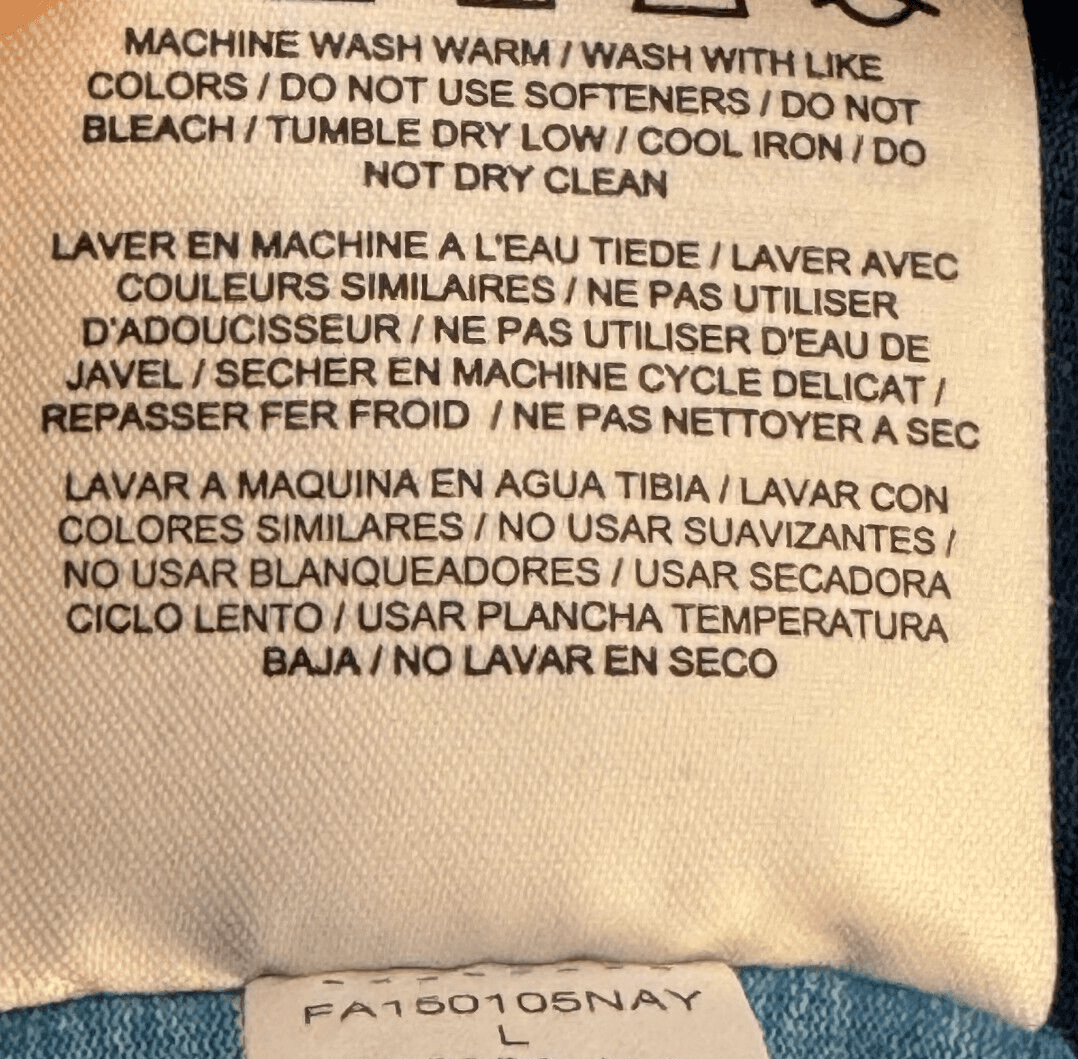 MACHINE WASH WARM / WASH WITH LIKE
COLORS / DO NOT USE SOFTENERS / DO NOT
BLEACH / TUMBLE DRY LOW / COOL IRON / DO
NOT DRY CLEAN
LAVER EN MACHINE A L'EAU TIEDE / LAVER AVEC
COULEURS SIMILAIRES / NE PAS UTILISER
D'ADOUCISSEUR / NE PAS UTILISER D'EAU DE
JAVEL / SECHER EN MACHINE CYCLE DELICAT /
REPASSER FER FROID / NE PAS NETTOYER A SEC
LAVAR A MAQUINA EN AGUA TIBIA / LAVAR CON
COLORES SIMILARES / NO USAR SUAVIZANTES /
NO USAR BLANQUEADORES / USAR SECADORA
CICLO LENTO / USAR PLANCHA TEMPERATURA
BAJA / NO LAVAR EN SECO
FA150105NAY
L